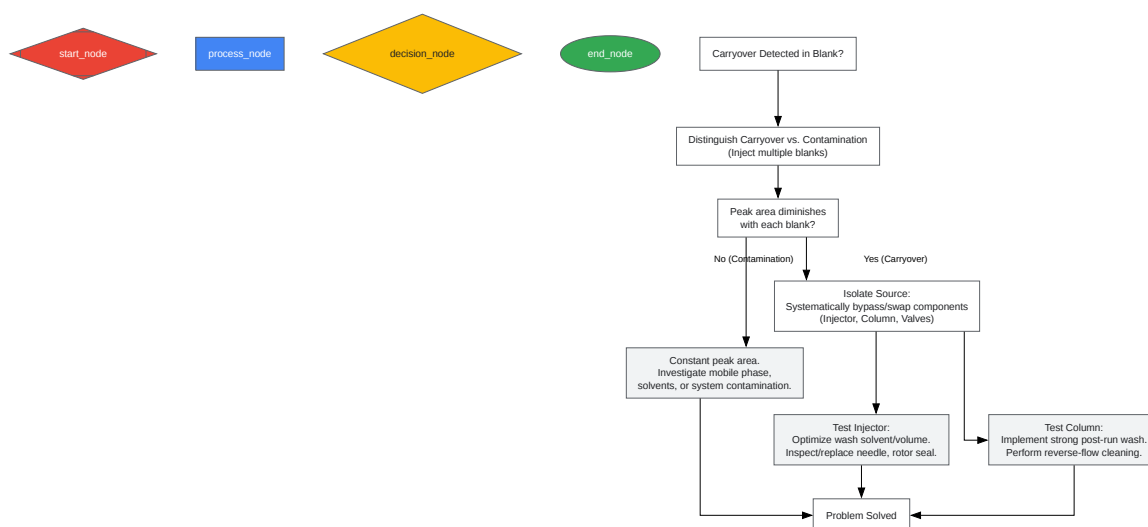 start_node
process_node
decision_node
end_node
Carryover Detected in Blank?
Distinguish Carryover vs. Contamination
(Inject multiple blanks)
Peak area diminishes
with each blank?
No (Contamination)
Yes (Carryover)
Isolate Source:
Systematically bypass/swap components
(Injector, Column, Valves)
Constant peak area.
Investigate mobile phase,
solvents, or system contamination.
Test Injector:
Optimize wash solvent/volume.
Inspect/replace needle, rotor seal.
Test Column:
Implement strong post-run wash.
Perform reverse-flow cleaning.
Problem Solved